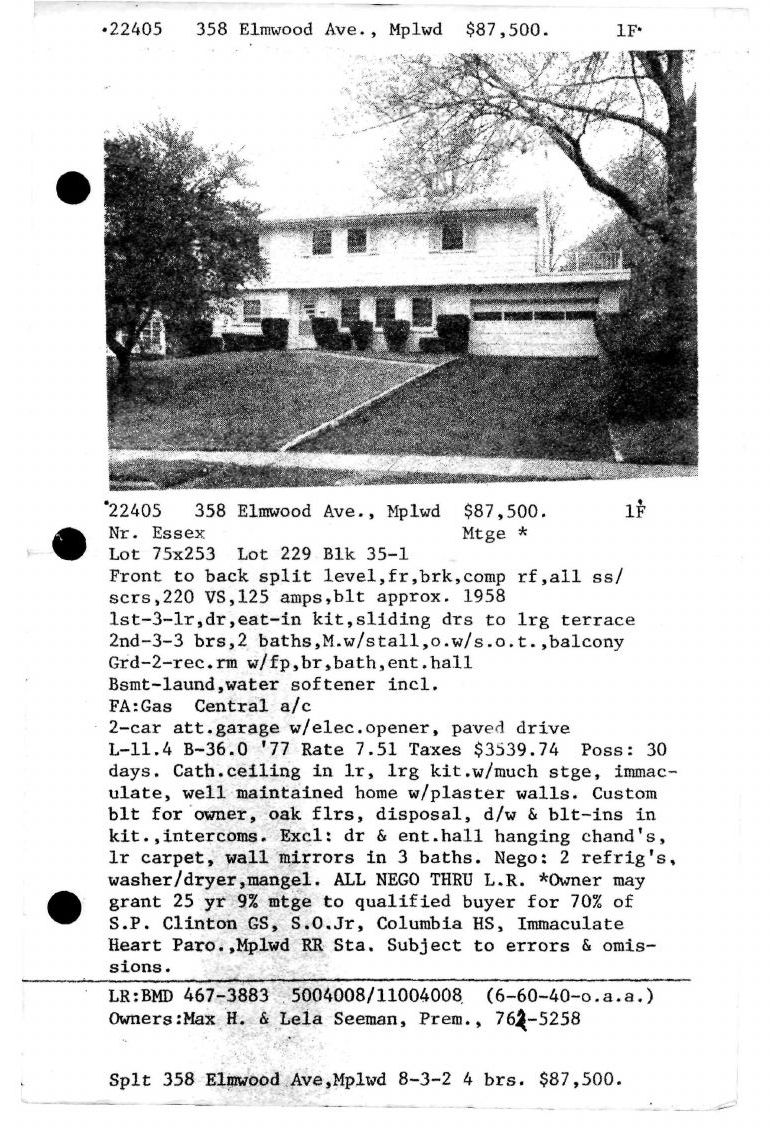 •22405 358 Elmwood Ave., Mplwd $87,500. 1F•
•22405 358 Elmwood Ave., Mplwd $87,500. 1F
Nr. Essex Mtge *
Lot 75x253 Lot 229 Blk 35-1
Front to back split level,fr,brk,comp rf,all ss/
scrs,220 VS,125 amps,blt approx. 1958
1st-3-lr,dr,eat-in kit,sliding drs to lrg terrace
2nd-3-3 brs,2 baths,M.w/stall,o.w/s.o.t.,balcony
Grd-2-rec.rm w/fp,br,bath,ent.hall
Bsmt-laund,water softener incl.
FA:Gas Central a/c
2-car att.garage w/elec.opener, paved drive
L-11.4 B-36.0 '77 Rate 7.51 Taxes $3539.74 Poss: 30
days. Cath.ceiling in lr, lrg kit.w/much stge, immac-
ulate, well maintained home w/plaster walls. Custom
blt for owner, oak flrs, disposal, d/w & blt-ins in
kit.,intercoms. Excl: dr & ent.hall hanging chand's,
lr carpet, wall mirrors in 3 baths. Nego: 2 refrig's,
washer/dryer,mangel. ALL NEGO THRU L.R. *Owner may
grant 25 yr 9% mtge to qualified buyer for 70% of
S.P. Clinton GS, S.O.Jr, Columbia HS, Immaculate
Heart Paro.,Mplwd RR Sta. Subject to errors & omis-
sions.
LR:BMD 467-3883 5004008/11004008 (6-60-40-o.a.a.)
Owners:Max H. & Lela Seeman, Prem., 762-5258
Splt 358 Elmwood Ave,Mplwd 8-3-2 4 brs. $87,500.